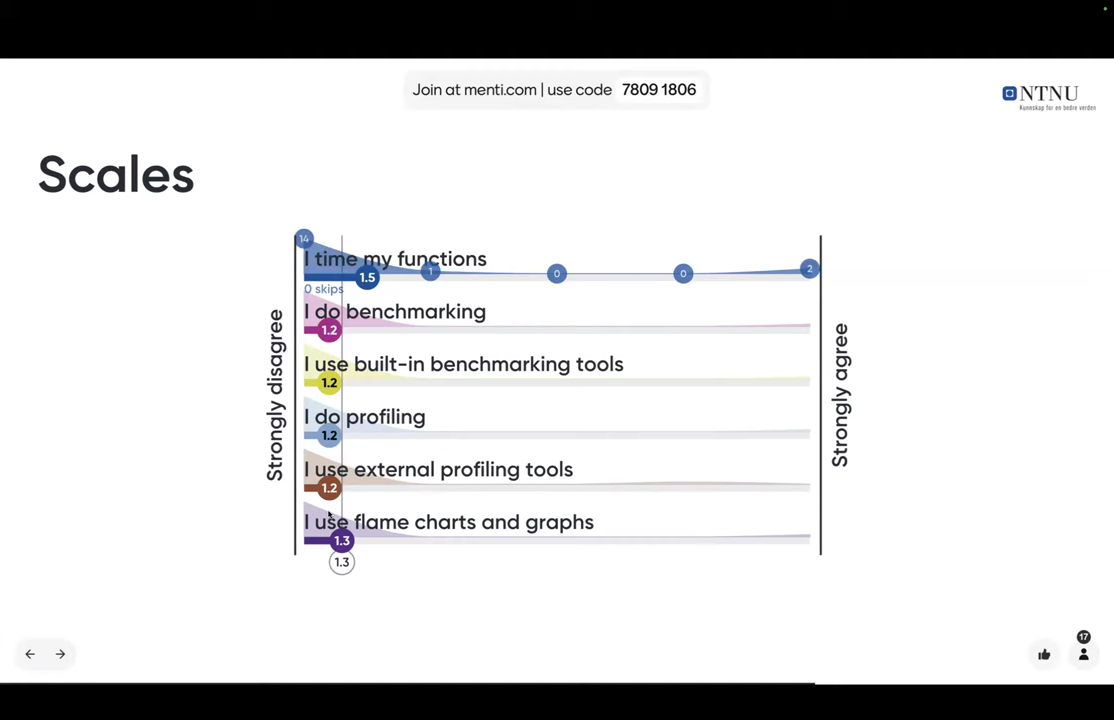 Join at menti.com | use code 7809 1806
NTNU
Kunnskap for en bedre verden
Scales
14
I time my functions
1.5
1
0
0
2
0 skips
I do benchmarking
1.2
I use built-in benchmarking tools
1.2
I do profiling
1.2
I use external profiling tools
1.2
I use flame charts and graphs
1.3
1.3
Strongly disagree
Strongly agree
17